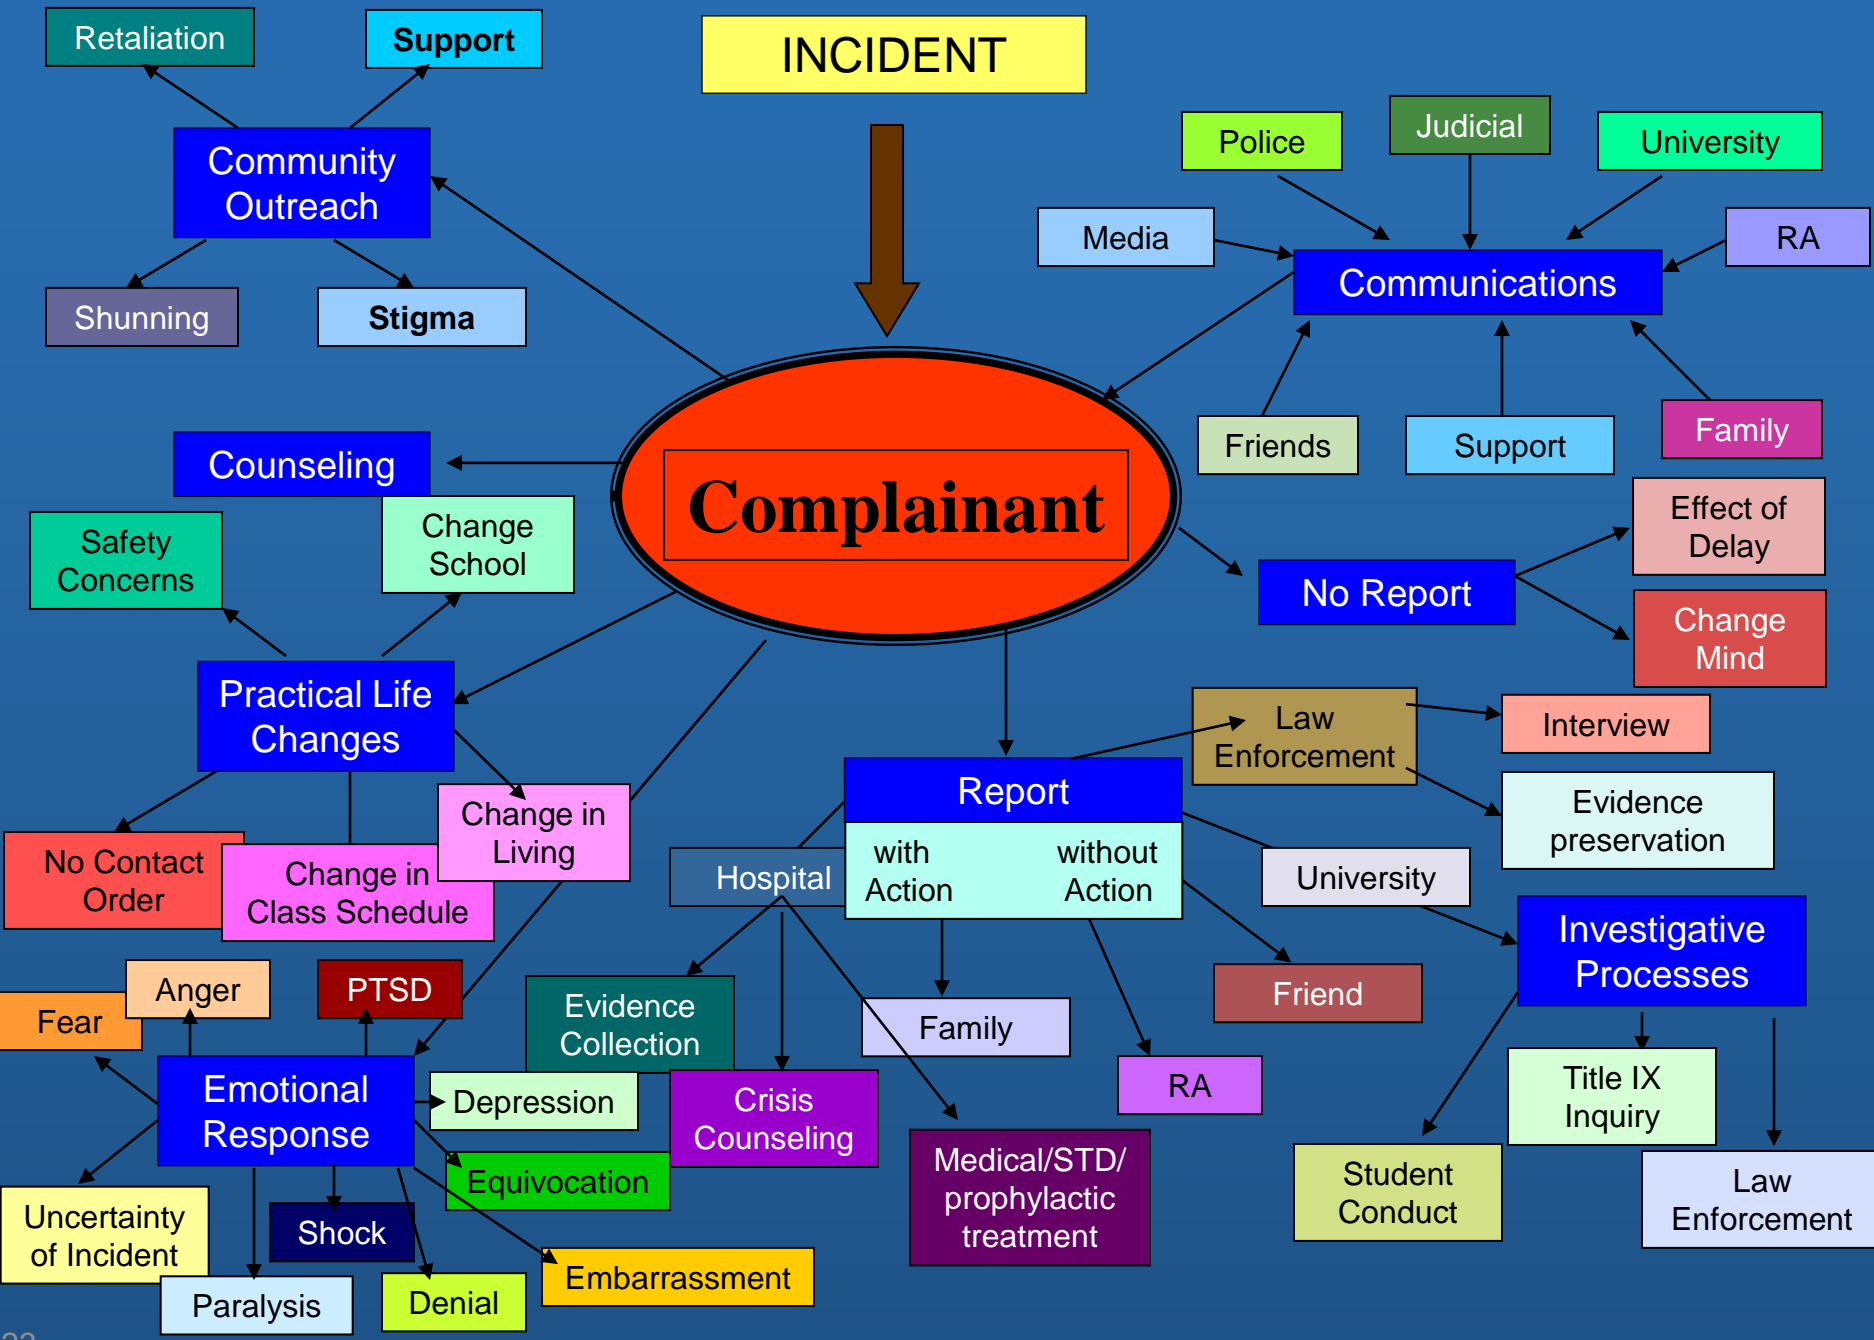 Retaliation
Support
INCIDENT
Community
Outreach
Police
Judicial
University
Media
RA
Communications
Shunning
Stigma
Friends
Support
Family
Counseling
Complainant
Change
School
Safety
Concerns
Effect of
Delay
No Report
Change
Mind
Practical Life
Changes
Law
Enforcement
Interview
Report
Evidence
preservation
Change in
Living
with
Action
without
Action
No Contact
Order
Change in
Class Schedule
Hospital
University
Investigative
Processes
Anger
PTSD
Fear
Evidence
Collection
Family
Friend
Emotional
Response
Depression
Crisis
Counseling
RA
Title IX
Inquiry
Equivocation
Medical/STD/
prophylactic
treatment
Student
Conduct
Law
Enforcement
Uncertainty
of Incident
Shock
Embarrassment
Paralysis
Denial